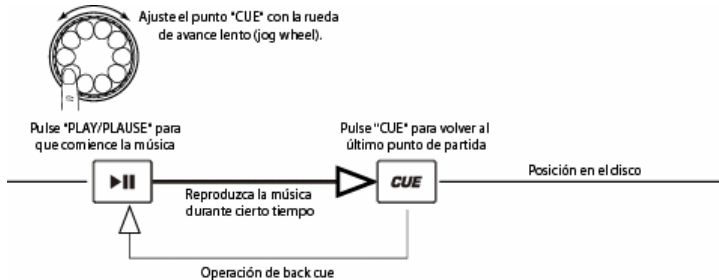 Ajuste el punto "CUE" con la rueda
de avance lento (jog wheel).
Pulse "PLAY/PLAUSE" para
que comience la música
Pulse "CUE" para volver al
último punto de partida
CUE
Posición en el disco
Reproduzca la música
durante cierto tiempo
Operación de back cue